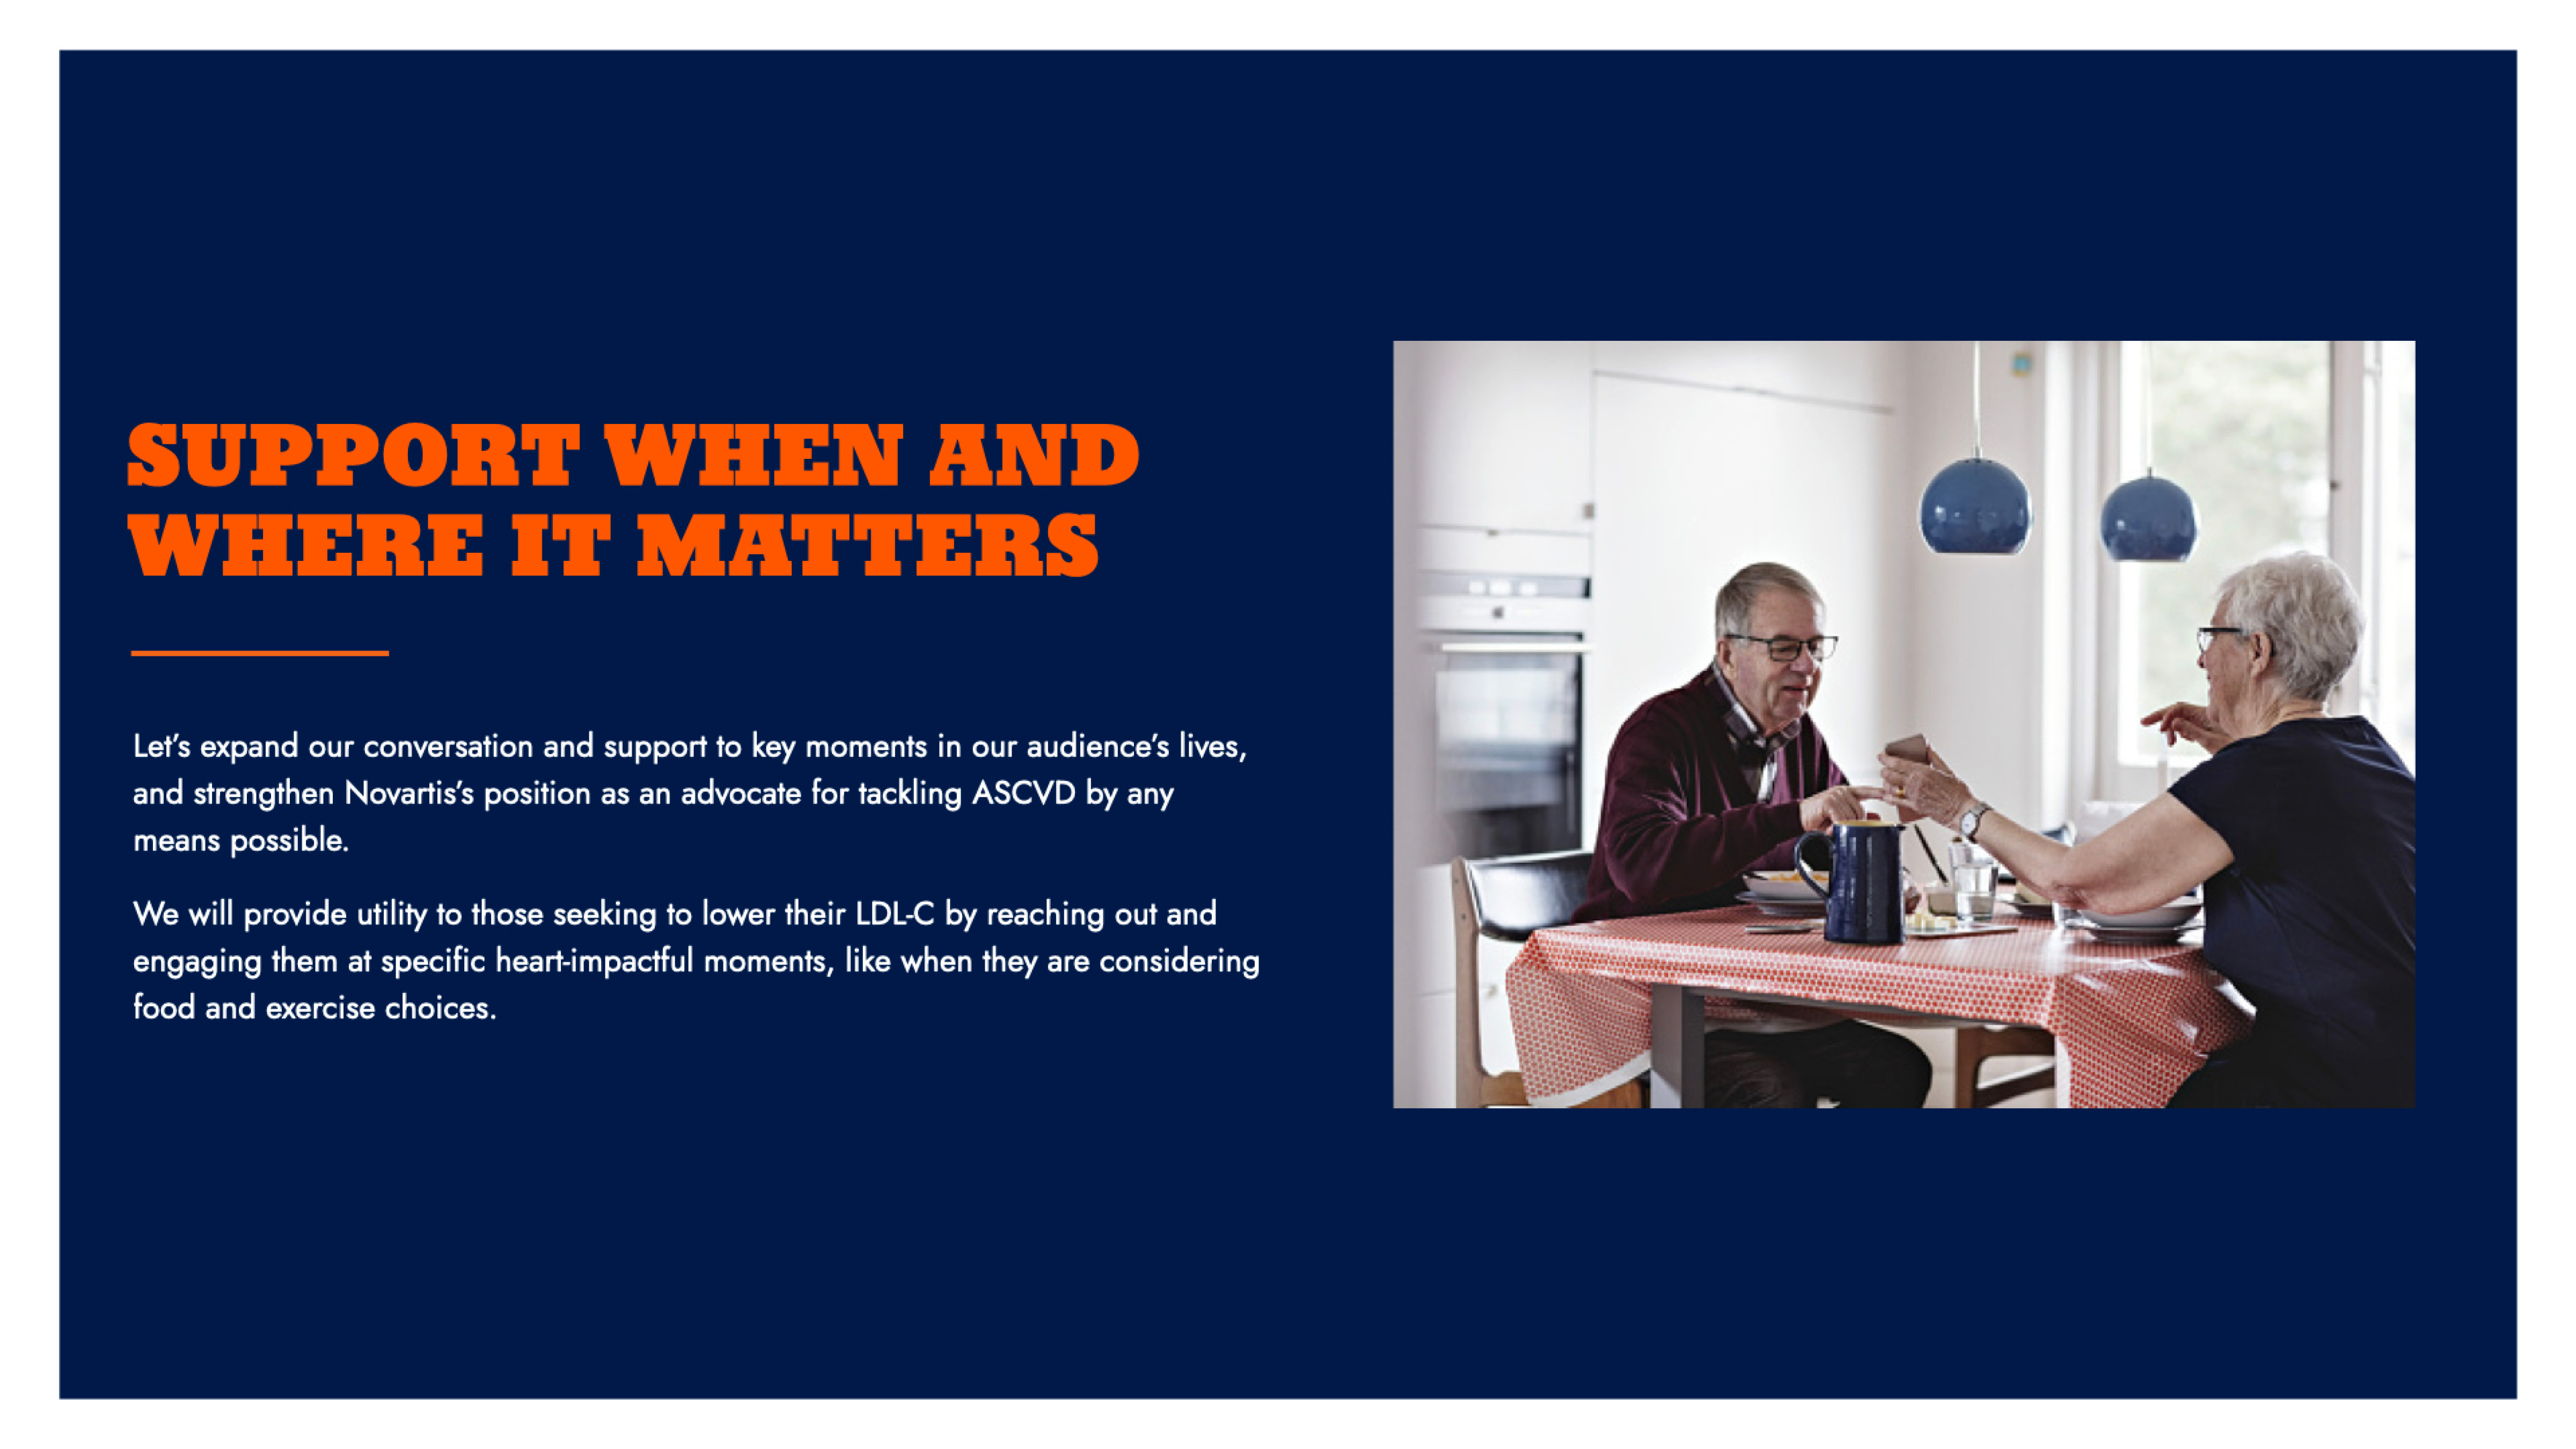 SUPPORT WHEN AND
WHERE IT MATTERS
Let’s expand our conversation and support to key moments in our audience’s lives,
and strengthen Novartis’s position as an advocate for tackling ASCVD by any
means possible.
We will provide utility to those seeking to lower their LDL-C by reaching out and
engaging them at specific heart-impactful moments, like when they are considering
food and exercise choices.